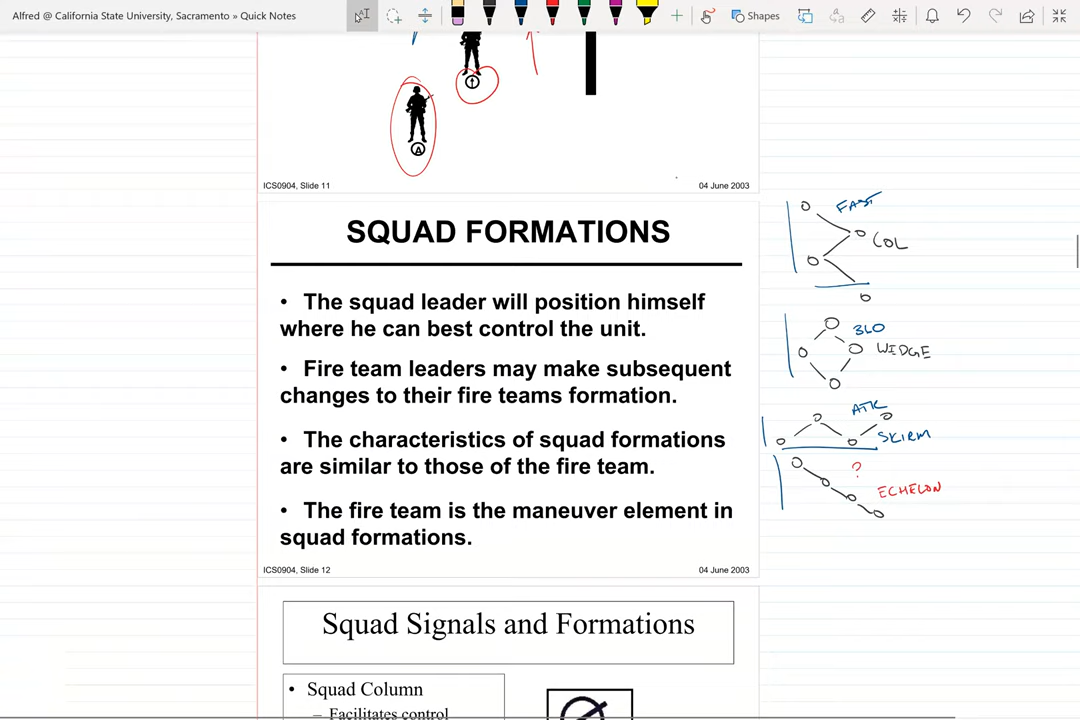 Alfred @ California State University, Sacramento » Quick Notes
Shapes
A
ICS0904, Slide 11
04 June 2003
SQUAD FORMATIONS
• The squad leader will position himself
where he can best control the unit.
• Fire team leaders may make subsequent
changes to their fire teams formation.
• The characteristics of squad formations
are similar to those of the fire team.
• The fire team is the maneuver element in
squad formations.
ICS0904, Slide 12
04 June 2003
FAST
COL
360
WIDGE
ATK
SKIRM
?
ECHELON
Squad Signals and Formations
• Squad Column
– Facilitates control